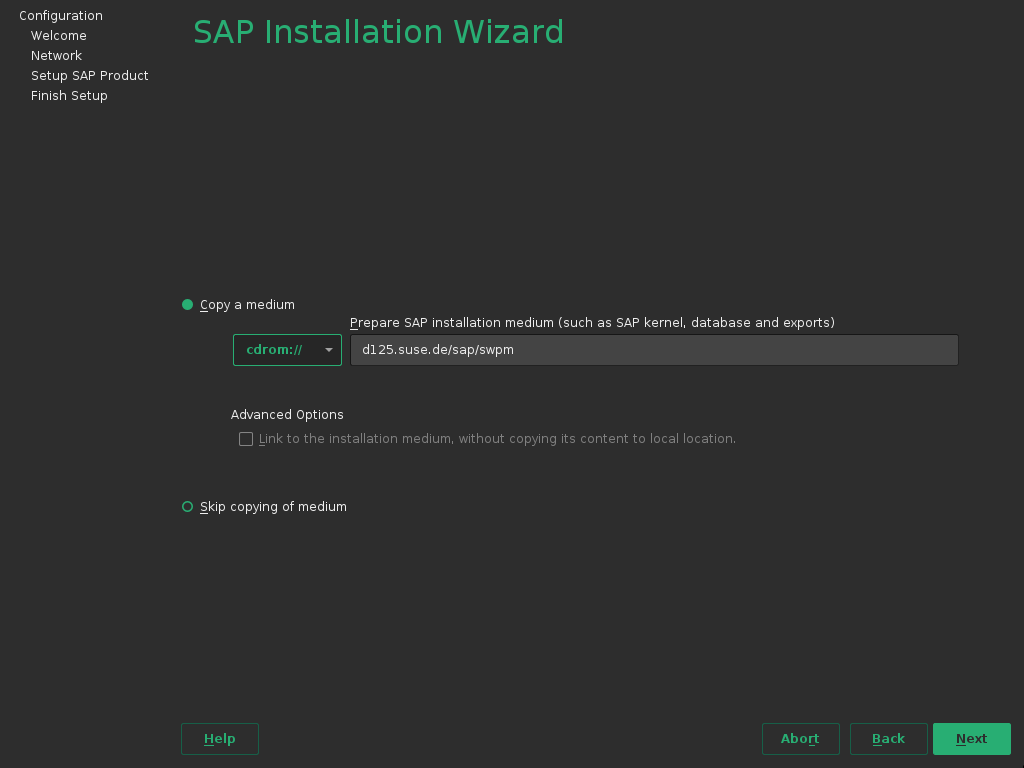 Configuration
Welcome
Network
Setup SAP Product
Finish Setup
SAP Installation Wizard
Copy a medium
Prepare SAP installation medium (such as SAP kernel, database and exports)
cdrom:// d125.suse.de/sap/swpm
Advanced Options
Link to the installation medium, without copying its content to local location.
Skip copying of medium
Help Abort Back Next